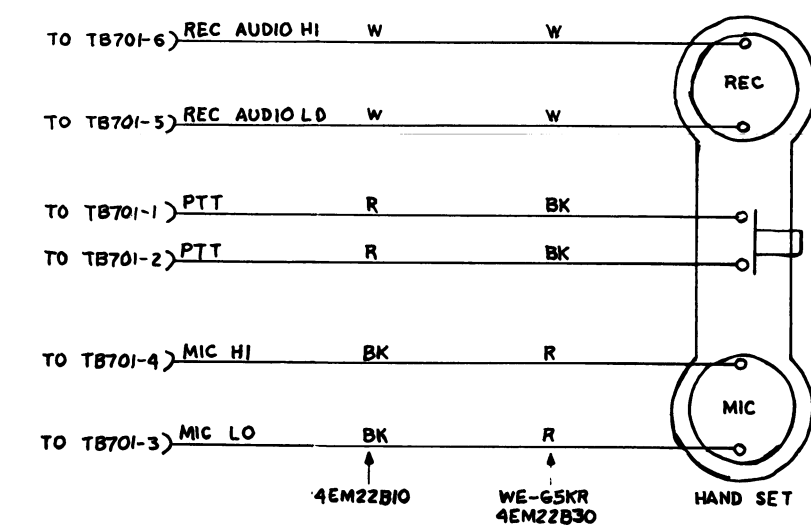 TO TB701-6 REC AUDIO HI W W
REC
TO TB701-5 REC AUDIO LO W W
TO TB701-1 PTT R BK
TO TB701-2 PTT R BK
TO TB701-4 MIC HI BK R
MIC
TO TB701-3 MIC LO BK R
4EM22B10 WE-G5KR HAND SET
4EM22B30